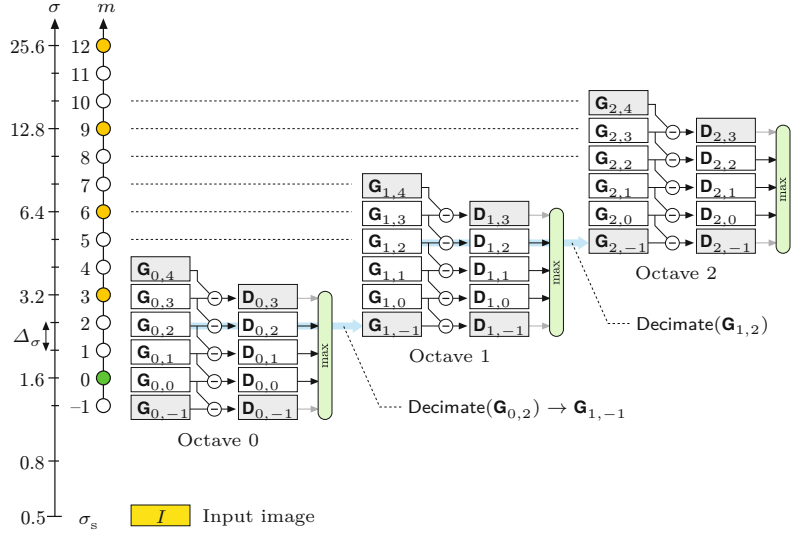 σ m
25.6 12
11
10 G2,4
12.8 9 G2,3 − D2,3
8 G2,2 − D2,2
7 G1,4 G2,1 − D2,1 max
6.4 6 G1,3 − D1,3 G2,0 − D2,0
5 G1,2 − D1,2 G2,−1 − D2,−1
4 G0,4 G1,1 − D1,1 max Octave 2
3.2 3 G0,3 − D0,3 G1,0 − D1,0
2 G0,2 − D0,2 G1,−1 − D1,−1 Decimate(G1,2)
Δσ
1 G0,1 − D0,1 max Octave 1
1.6 0 G0,0 − D0,0
−1 G0,−1 − D0,−1 Decimate(G0,2) → G1,−1
Octave 0
0.8
0.5 σs I Input image